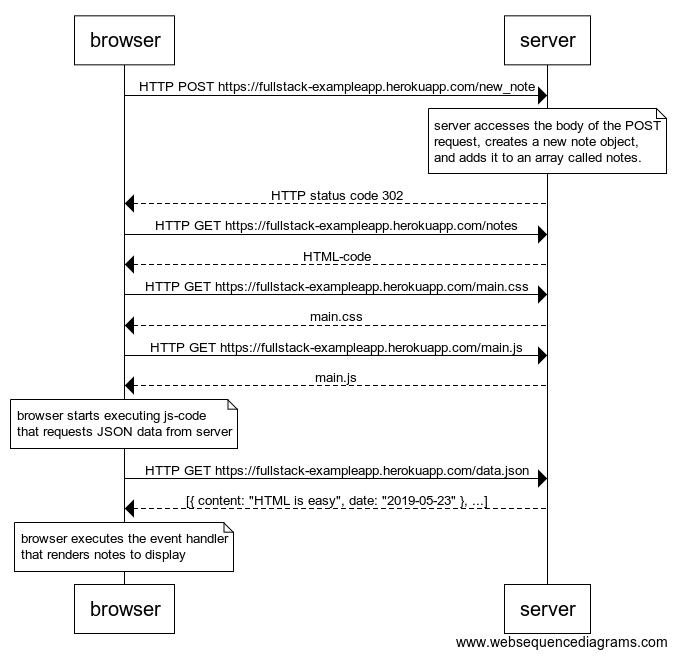 browser
server
HTTP POST https://fullstack-exampleapp.herokuapp.com/new_note
server accesses the body of the POST
request, creates a new note object,
and adds it to an array called notes.
HTTP status code 302
HTTP GET https://fullstack-exampleapp.herokuapp.com/notes
HTML-code
HTTP GET https://fullstack-exampleapp.herokuapp.com/main.css
main.css
HTTP GET https://fullstack-exampleapp.herokuapp.com/main.js
main.js
browser starts executing js-code
that requests JSON data from server
HTTP GET https://fullstack-exampleapp.herokuapp.com/data.json
[{ content: "HTML is easy", date: "2019-05-23" }, ...]
browser executes the event handler
that renders notes to display
browser
server
www.websequencediagrams.com